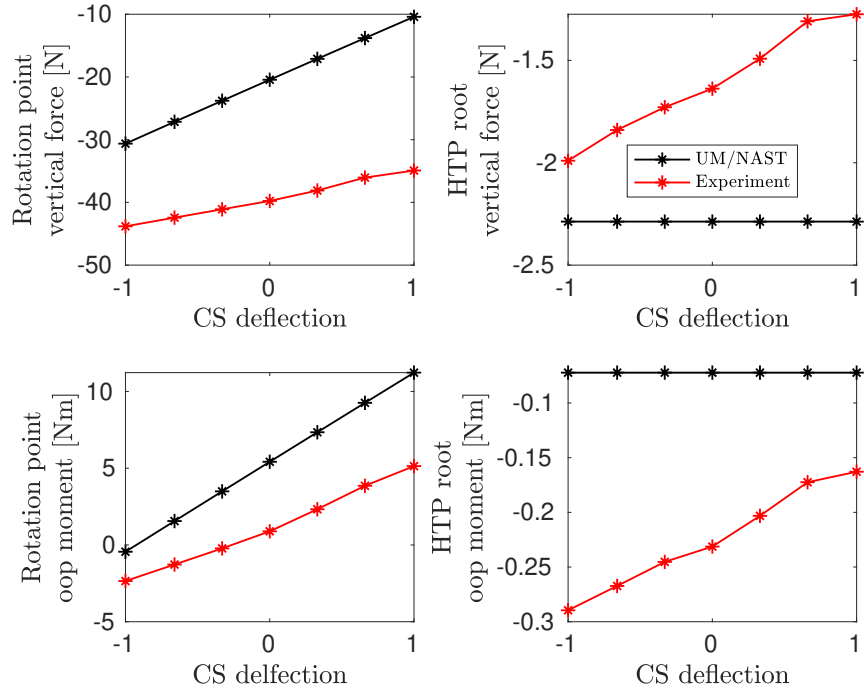 Rotation point
vertical force [N]
-10
-20
-30
-40
-50
-1
0
1
CS deflection
HTP root
vertical force [N]
-1.5
-2
-2.5
UM/NAST
Experiment
-1
0
1
CS deflection
Rotation point
oop moment [Nm]
10
5
0
-5
-1
0
1
CS delfection
HTP root
oop moment [Nm]
-0.1
-0.15
-0.2
-0.25
-0.3
-1
0
1
CS deflection